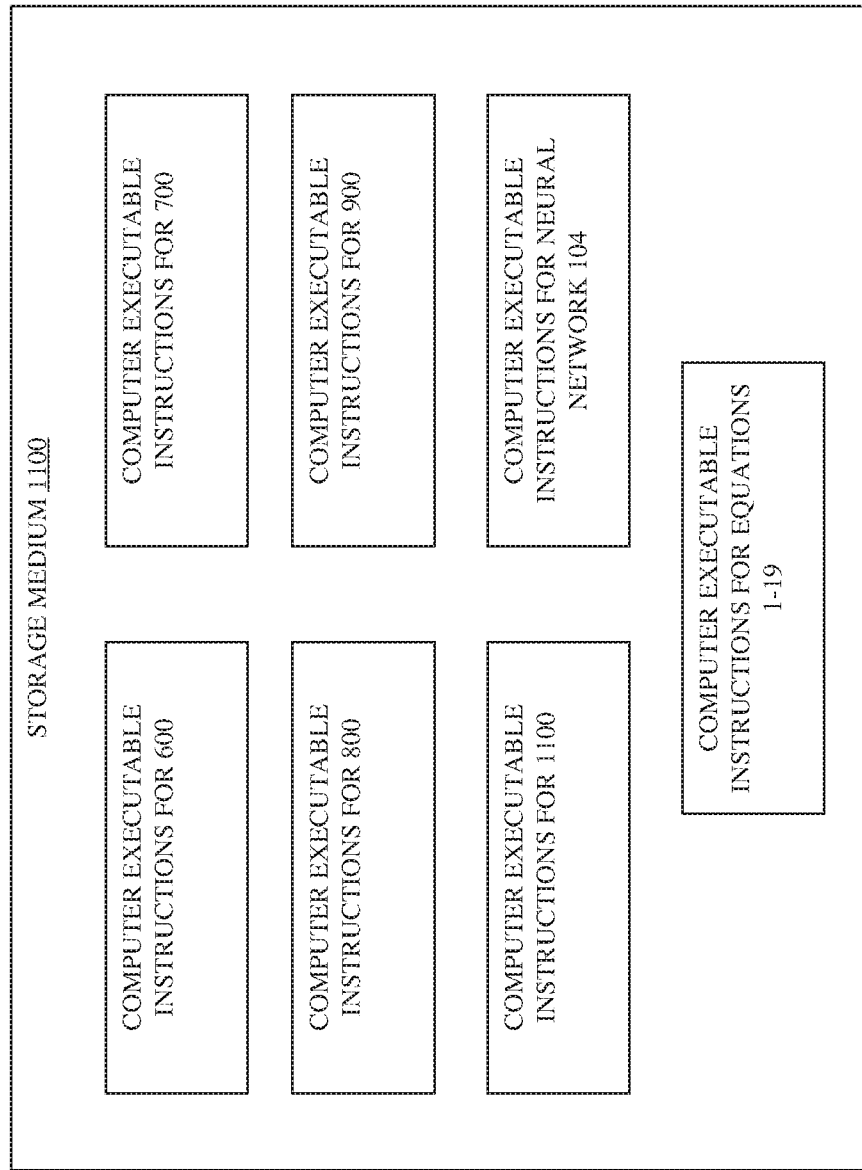 STORAGE MEDIUM 1100
COMPUTER EXECUTABLE
INSTRUCTIONS FOR 600
COMPUTER EXECUTABLE
INSTRUCTIONS FOR 700
COMPUTER EXECUTABLE
INSTRUCTIONS FOR 800
COMPUTER EXECUTABLE
INSTRUCTIONS FOR 900
COMPUTER EXECUTABLE
INSTRUCTIONS FOR 1100
COMPUTER EXECUTABLE
INSTRUCTIONS FOR NEURAL
NETWORK 104
COMPUTER EXECUTABLE
INSTRUCTIONS FOR EQUATIONS
1-19